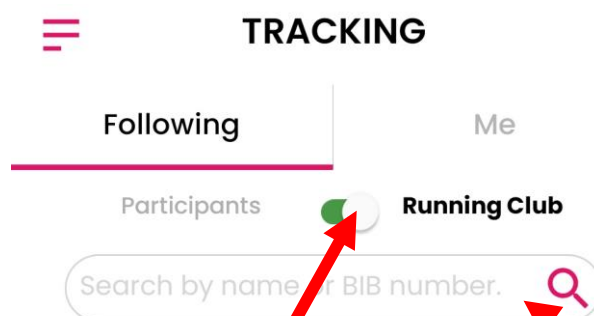 TRACKING
Following Me
Participants Running Club
Search by name or BIB number.